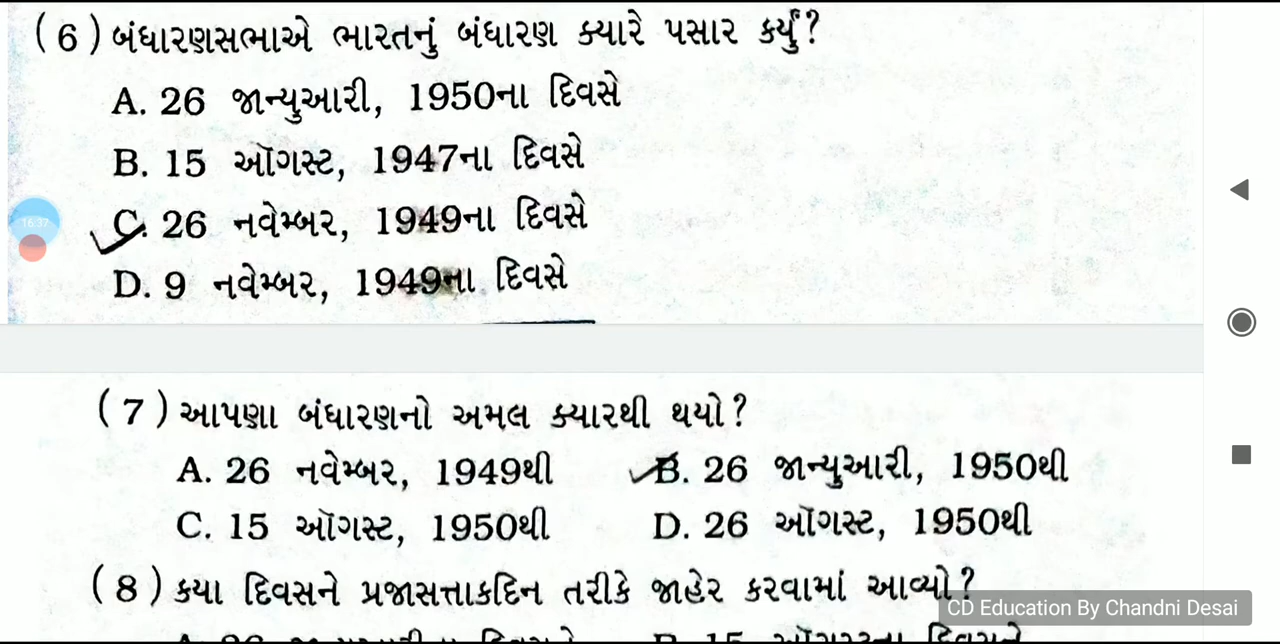 (6) બંધારણસભાએ ભારતનું બંધારણ ક્યારે પસાર કર્યું?
A. 26 જાન્યુઆરી, 1950ના દિવસે
B. 15 ઑગસ્ટ, 1947ના દિવસે
16:37
C. 26 નવેમ્બર, 1949ના દિવસે
D. 9 નવેમ્બર, 1949ના દિવસે
(7) આપણા બંધારણનો અમલ ક્યારથી થયો?
A. 26 નવેમ્બર, 1949થી B. 26 જાન્યુઆરી, 1950થી
C. 15 ઑગસ્ટ, 1950થી D. 26 ઑગસ્ટ, 1950થી
(8) કયા દિવસને પ્રજાસત્તાકદિન તરીકે જાહેર કરવામાં આવ્યો?
CD Education By Chandni Desai